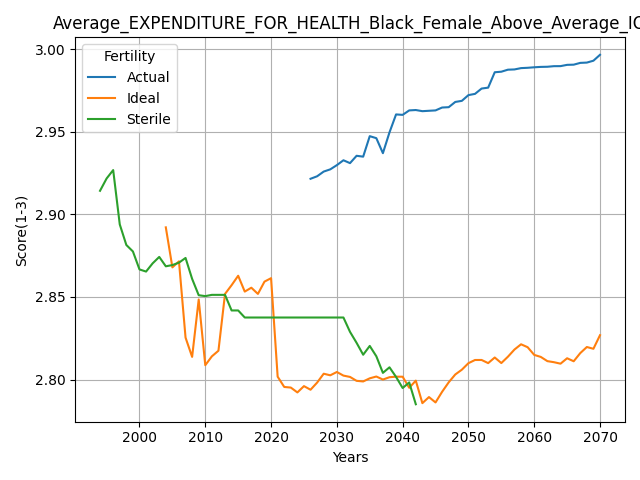 Average_EXPENDITURE_FOR_HEALTH_Black_Female_Above_Average_IQ
Fertility
Actual
Ideal
Sterile
Score(1-3)
3.00
2.95
2.90
2.85
2.80
2000 2010 2020 2030 2040 2050 2060 2070
Years